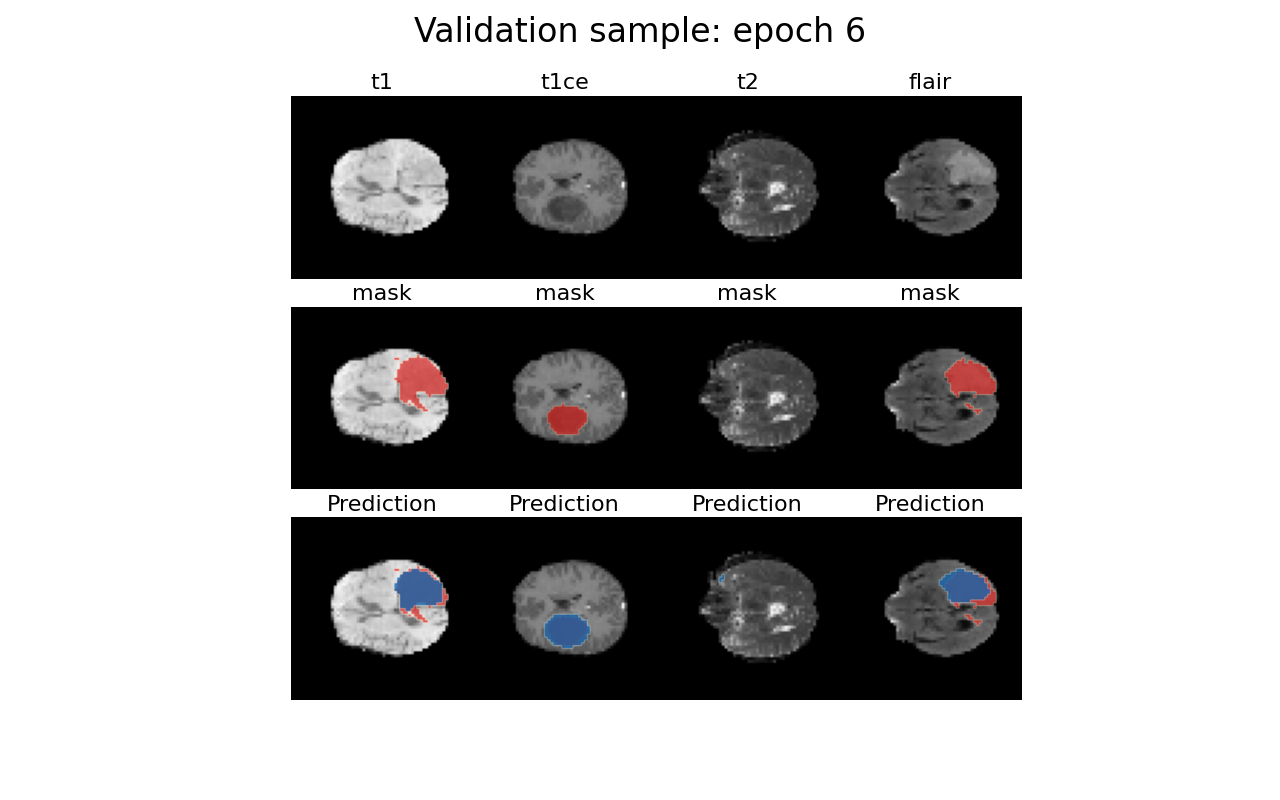 Validation sample: epoch 6
t1 t1ce t2 flair
mask mask mask mask
Prediction Prediction Prediction Prediction